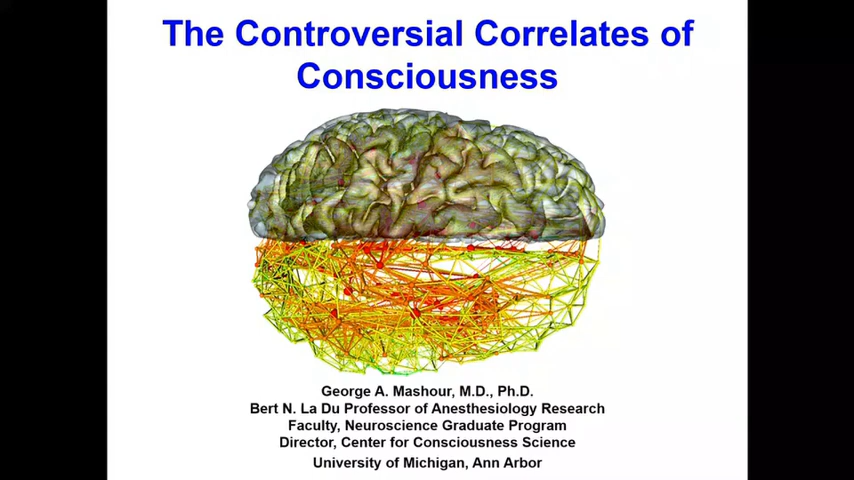 The Controversial Correlates of
Consciousness
George A. Mashour, M.D., Ph.D.
Bert N. La Du Professor of Anesthesiology Research
Faculty, Neuroscience Graduate Program
Director, Center for Consciousness Science
University of Michigan, Ann Arbor